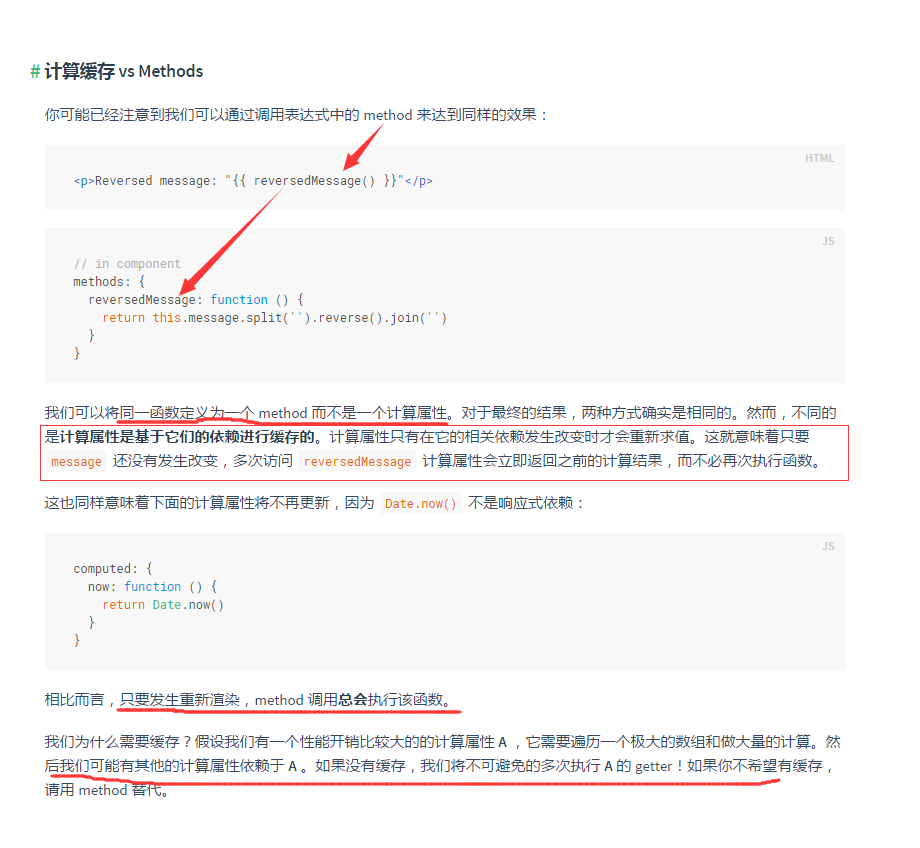 # 计算缓存 vs Methods
你可能已经注意到我们可以通过调用表达式中的 method 来达到同样的效果：
HTML
<p>Reversed message: "{{ reversedMessage() }}"</p>
JS
// in component
methods: {
  reversedMessage: function () {
    return this.message.split('').reverse().join('')
  }
}
我们可以将同一函数定义为一个 method 而不是一个计算属性。对于最终的结果，两种方式确实是相同的。然而，不同的
是计算属性是基于它们的依赖进行缓存的。计算属性只有在它的相关依赖发生改变时才会重新求值。这就意味着只要
message 还没有发生改变，多次访问 reversedMessage 计算属性会立即返回之前的计算结果，而不必再次执行函数。
这也同样意味着下面的计算属性将不再更新，因为 Date.now() 不是响应式依赖：
JS
computed: {
  now: function () {
    return Date.now()
  }
}
相比而言，只要发生重新渲染，method 调用总会执行该函数。
我们为什么需要缓存？假设我们有一个性能开销比较大的的计算属性 A ，它需要遍历一个极大的数组和做大量的计算。然
后我们可能有其他的计算属性依赖于 A 。如果没有缓存，我们将不可避免的多次执行 A 的 getter！如果你不希望有缓存，
请用 method 替代。